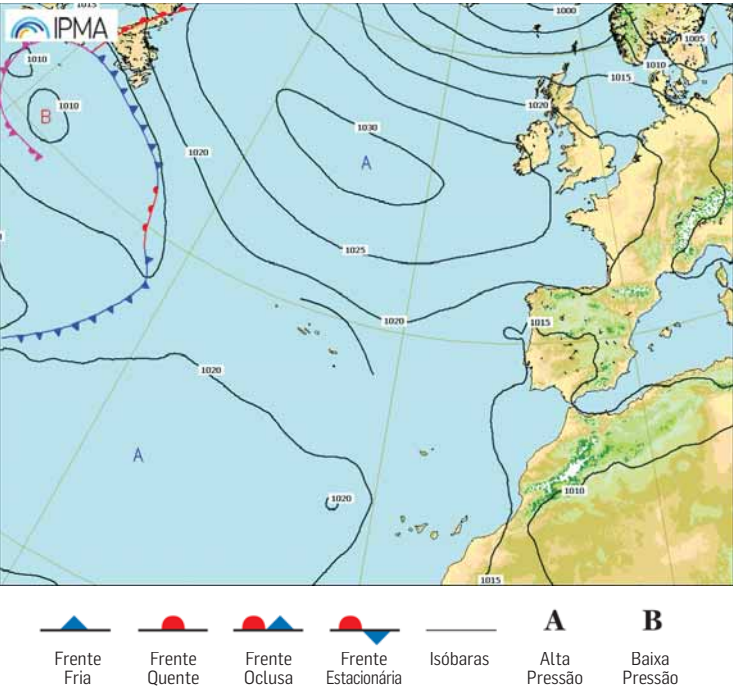 1015
IPMA
1000
1005
1010
1010
1015
1010
B
1020
1030
1020
A
1025
1020
1015
1020
A
1020
1010
1015
A
B
Frente
Fria
Frente
Quente
Frente
Oclusa
Frente
Estacionária
Isóbaras
Alta
Pressão
Baixa
Pressão